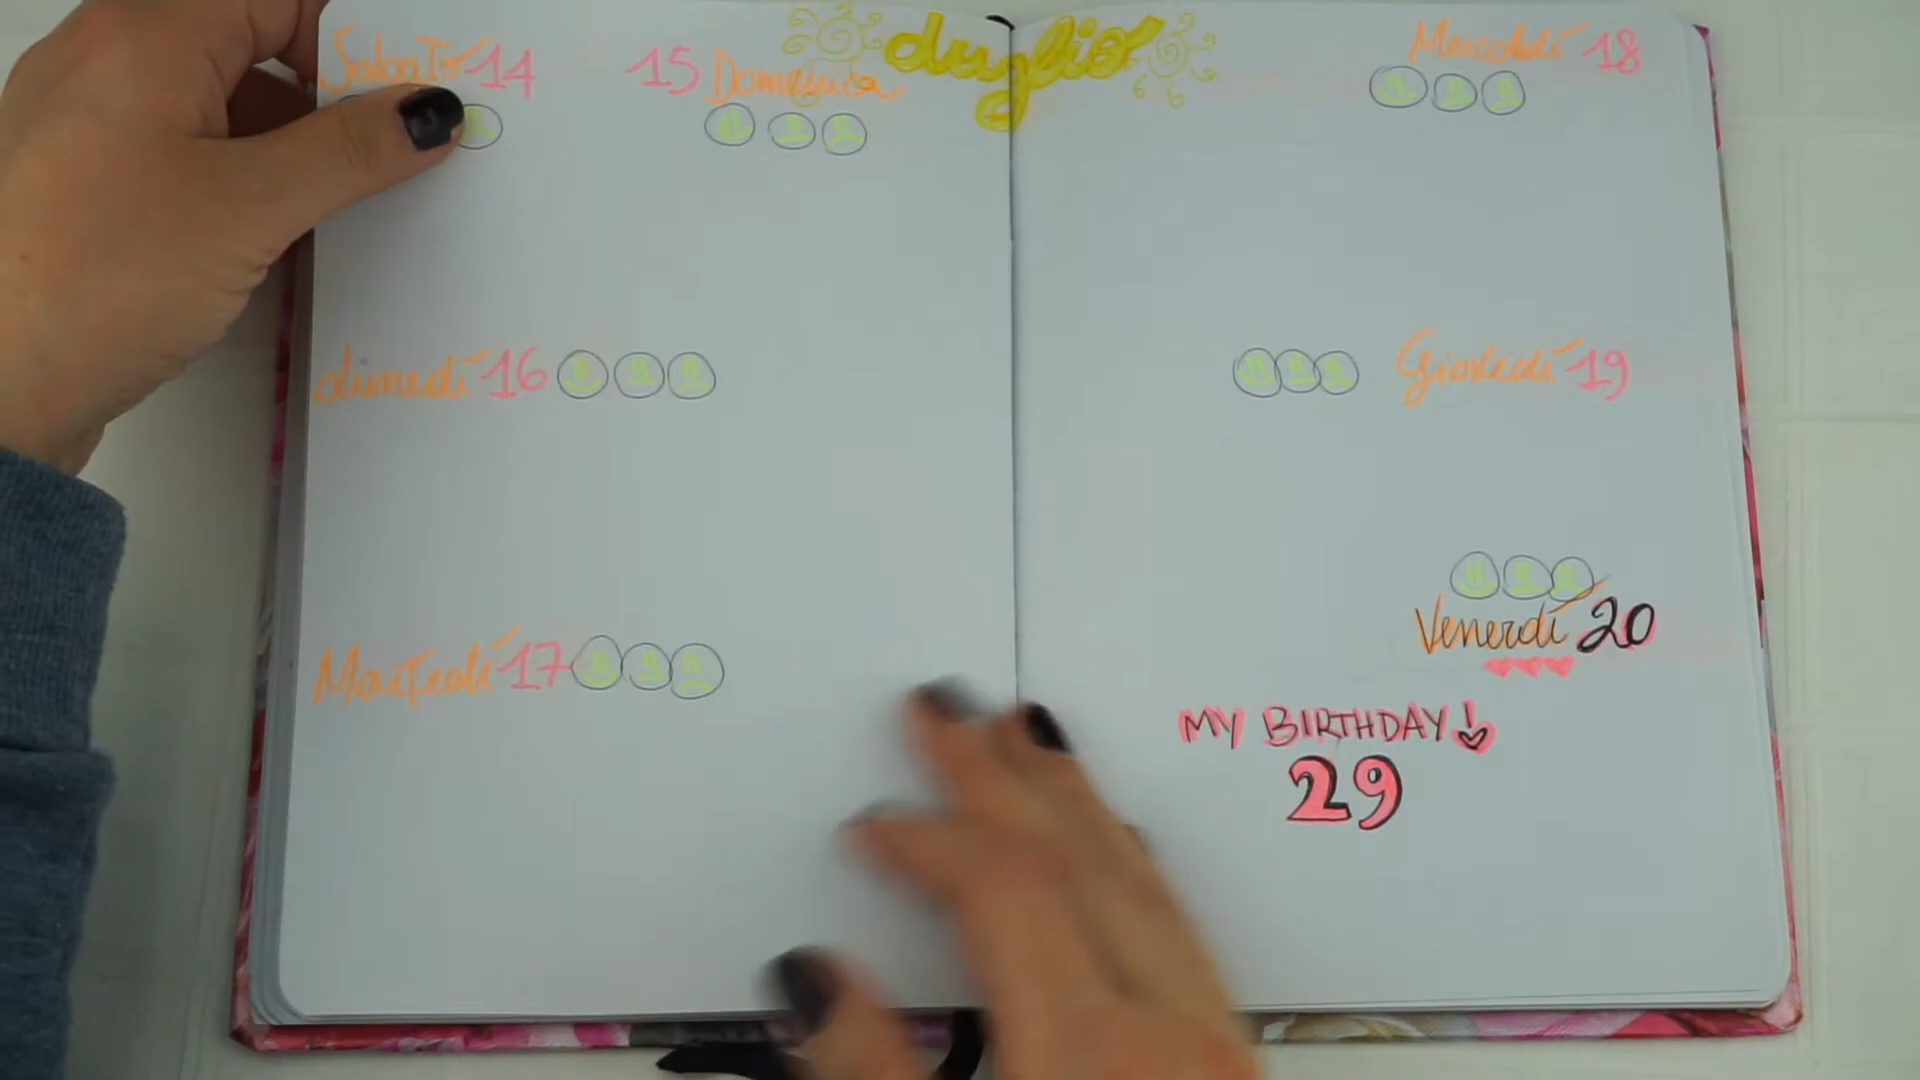 luglio
Sabato 14
15 Domenica
lunedì 16
Martedì 17
Mercoledì 18
Giovedì 19
Venerdì 20
MY BIRTHDAY!
29